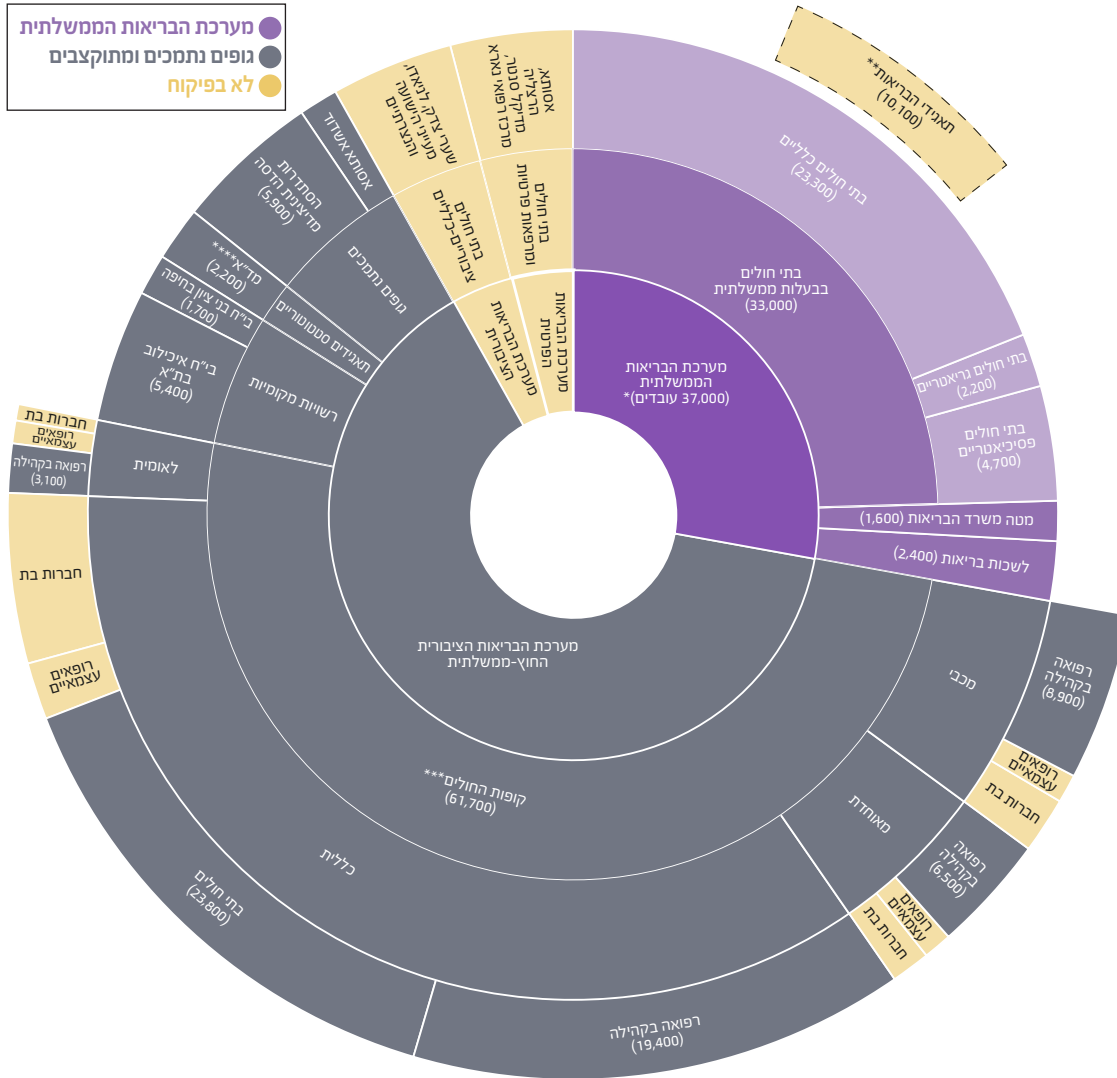 מערכת הבריאות הממשלתית
גופים נתמכים ומתוקצבים
לא בפיקוח
תאגידי הבריאות**
(10,100)
בתי חולים כלליים
(23,300)
בתי חולים גריאטריים
(2,200)
בתי חולים
פסיכיאטריים
(4,700)
בתי חולים
בבעלות ממשלתית
(33,000)
מערכת הבריאות
הממשלתית
(37,000 עובדים)*
מטה משרד הבריאות (1,600)
לשכות בריאות (2,400)
מערכת הבריאות הציבורית
החוץ-ממשלתית
קופות החולים***
(61,700)
מכבי
רפואה
בקהילה
(8,900)
רופאים
עצמאיים
חברות בת
מאוחדת
רפואה
בקהילה
(6,500)
רופאים
עצמאיים
חברות בת
כללית
רפואה בקהילה
(19,400)
בתי חולים
(23,800)
רופאים
עצמאיים
חברות בת
לאומית
רפואה בקהילה
(3,100)
רופאים
עצמאיים
חברות בת
רשויות מקומיות
בי"ח איכילוב
בת"א
(5,400)
בי"ח בני ציון בחיפה
(1,700)
תאגידים סטטוטוריים
מד"א****
(2,200)
גופים נתמכים
הסתדרות
מדיצינית הדסה
(5,900)
אסותא אשדוד
מערכת הבריאות
הציבורית
בתי חולים
ציבוריים-כלליים
שערי צדק, לניאדו,
מעייני הישועה
והנצרתיים
מערכת הבריאות
הפרטית
בתי חולים
ומרפאות פרטיות
אסותא,
הרצליה
מדיקל סנטר,
מרכז רפואי נארא